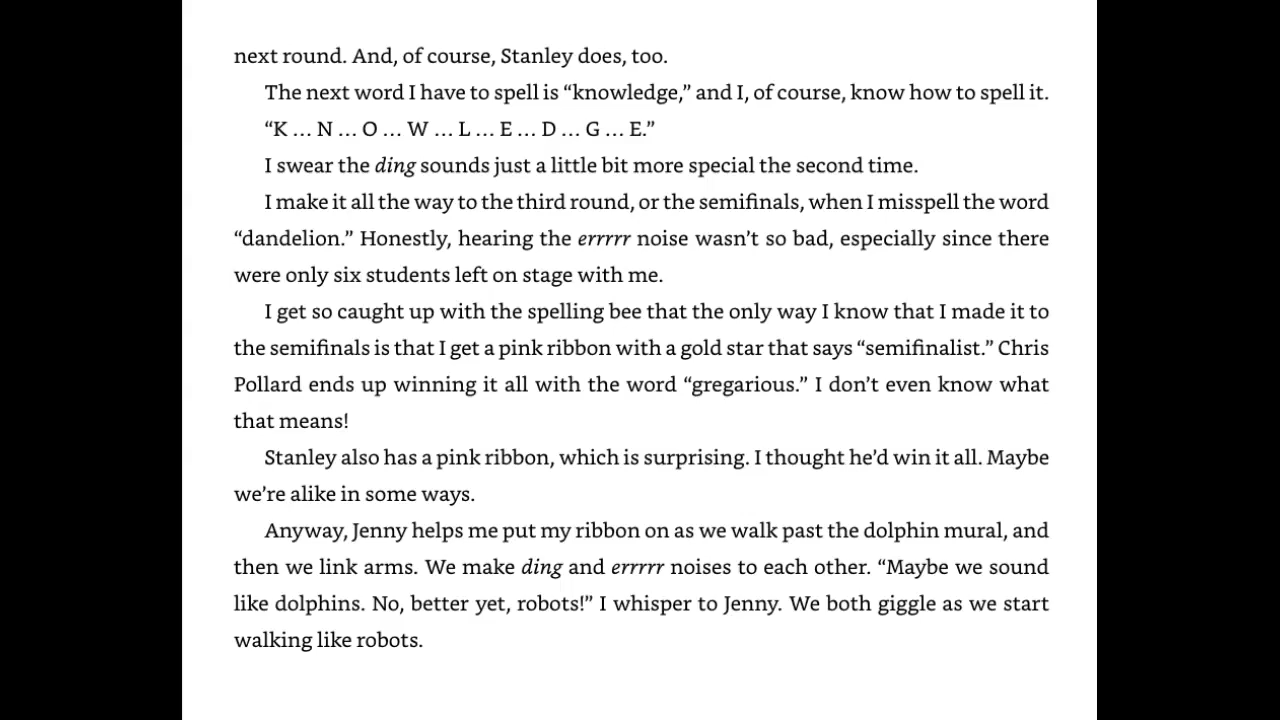 next round. And, of course, Stanley does, too.
The next word I have to spell is “knowledge,” and I, of course, know how to spell it.
“K … N … O … W … L … E … D … G … E.”
I swear the ding sounds just a little bit more special the second time.
I make it all the way to the third round, or the semifinals, when I misspell the word
“dandelion.” Honestly, hearing the errrrr noise wasn’t so bad, especially since there
were only six students left on stage with me.
I get so caught up with the spelling bee that the only way I know that I made it to
the semifinals is that I get a pink ribbon with a gold star that says “semifinalist.” Chris
Pollard ends up winning it all with the word “gregarious.” I don’t even know what
that means!
Stanley also has a pink ribbon, which is surprising. I thought he’d win it all. Maybe
we’re alike in some ways.
Anyway, Jenny helps me put my ribbon on as we walk past the dolphin mural, and
then we link arms. We make ding and errrrr noises to each other. “Maybe we sound
like dolphins. No, better yet, robots!” I whisper to Jenny. We both giggle as we start
walking like robots.